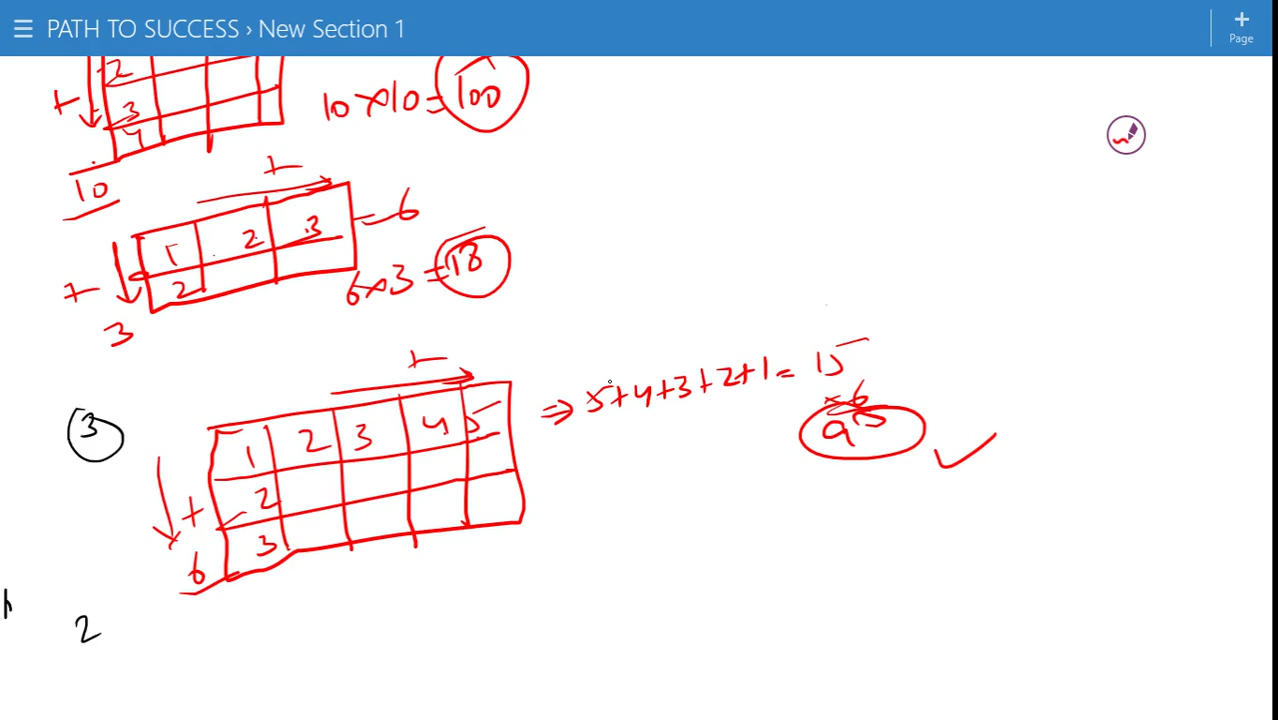 PATH TO SUCCESS › New Section 1
Page
2
3
4
+
10
10 × 10 = 100
+
1 2 3 = 6
2
+
3
6 × 3 = 18
+
3
1 2 3 4 5
2
3
+
6
⇒ 5+4+3+2+1 = 15
× 6
90
2